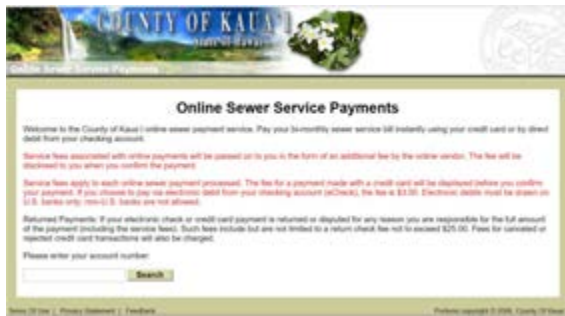 COUNTY OF KAUA'I
State of Hawai'i
Online Sewer Service Payments
Welcome to the County of Kaua'i online sewer payment service. Pay your bi-monthly sewer service bill instantly using your credit card or by direct
debit from your checking account.
Service fees associated with online payments will be passed on to you in the form of an additional fee by the online vendor. The fee will be
disclosed to you when you confirm the payment.
Service fees apply to each online sewer payment processed. The fee for a payment made with a credit card will be displayed before you confirm
your payment. If you choose to pay via electronic debit from your checking account (eCheck), the fee is $3.00. Electronic debits must be drawn on
U.S. banks only; non-U.S. banks are not allowed.
Returned Payments: If your electronic check or credit card payment is returned or disputed for any reason you are responsible for the full amount
of the payment (including the service fees). Such fees include but are not limited to a return check fee not to exceed $25.00. Fees for canceled or
rejected credit card transactions will also be charged.
Please enter your account number:
Search
Terms Of Use | Privacy Statement | Feedback
Portions copyright © 2006, County Of Kauai